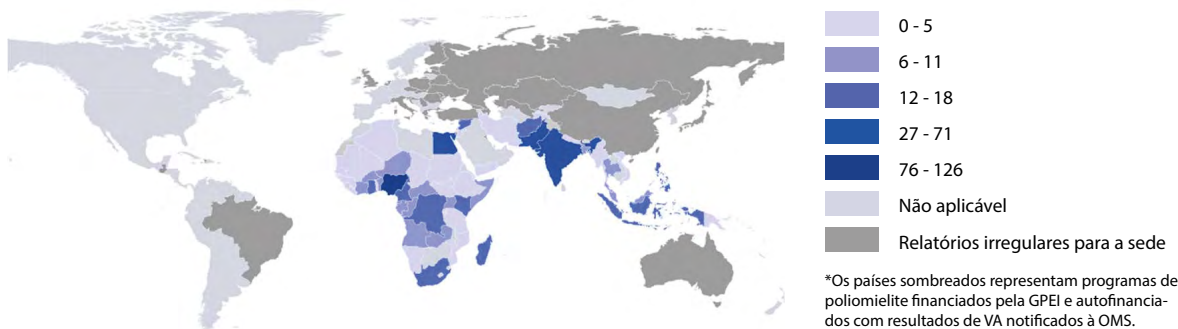 0 - 5
6 - 11
12 - 18
27 - 71
76 - 126
Não aplicável
Relatórios irregulares para a sede
*Os países sombreados representam programas de
poliomielite financiados pela GPEI e autofinancia-
dos com resultados de VA notificados à OMS.